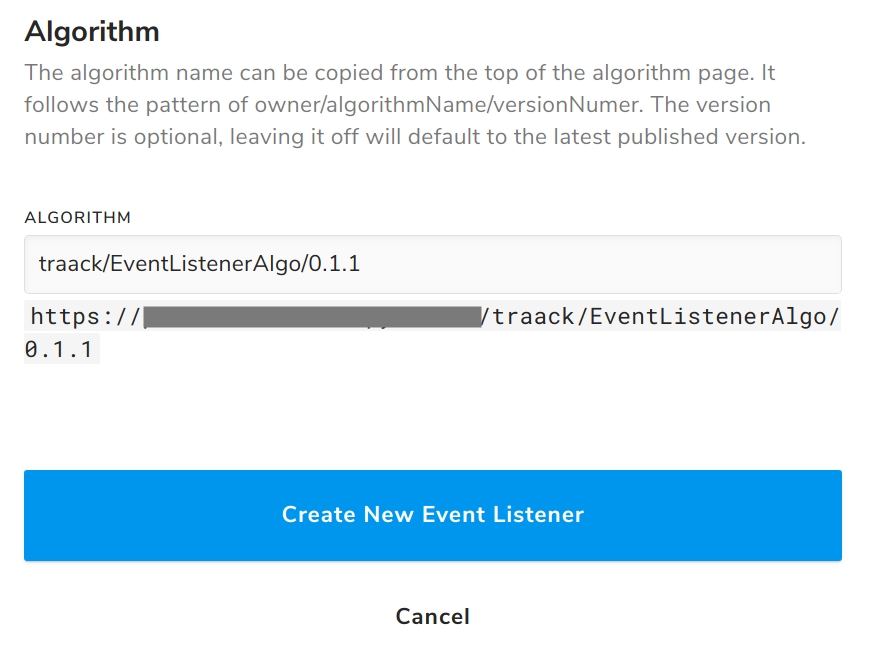 Algorithm
The algorithm name can be copied from the top of the algorithm page. It
follows the pattern of owner/algorithmName/versionNumer. The version
number is optional, leaving it off will default to the latest published version.
ALGORITHM
traack/EventListenerAlgo/0.1.1
https:///traack/EventListenerAlgo/
0.1.1
Create New Event Listener
Cancel